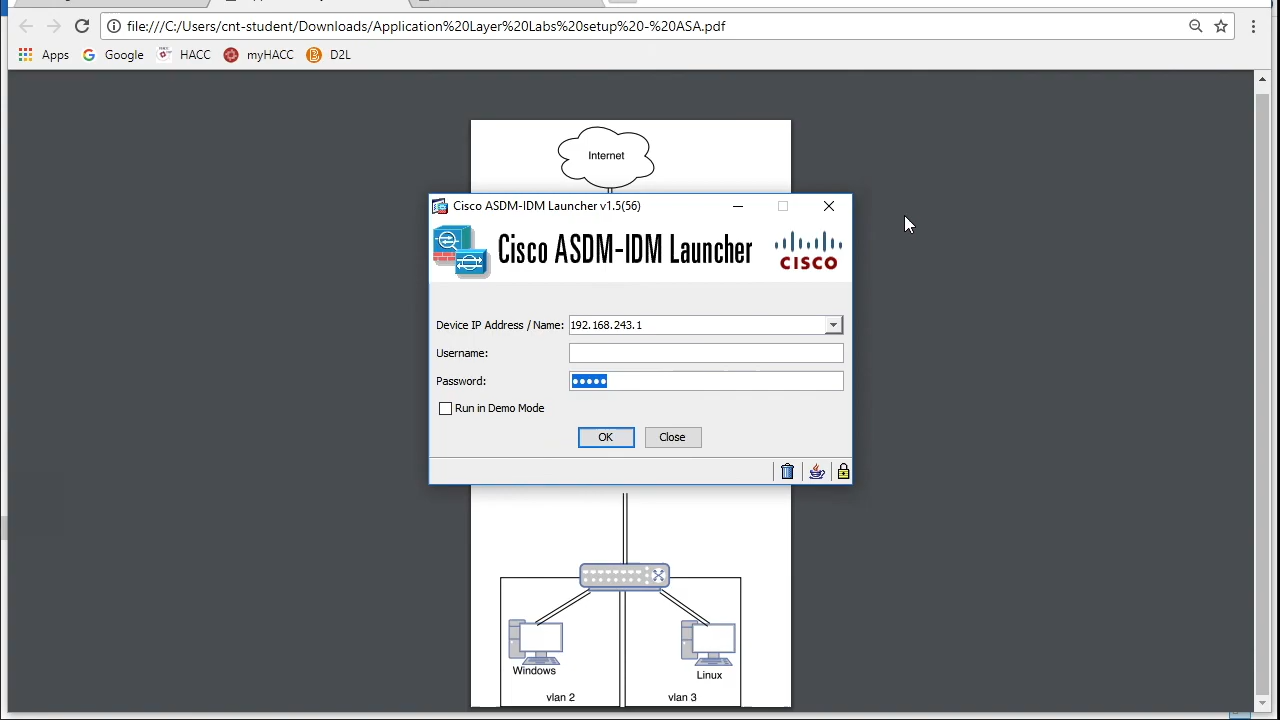 file:///C:/Users/cnt-student/Downloads/Application%20Layer%20Labs%20setup%20-%20ASA.pdf
Apps Google HACC myHACC D2L
Internet
Cisco ASDM-IDM Launcher v1.5(56)
Cisco ASDM-IDM Launcher
CISCO
Device IP Address / Name: 192.168.243.1
Username:
Password: •••••
Run in Demo Mode
OK Close
Windows
Linux
vlan 2 vlan 3